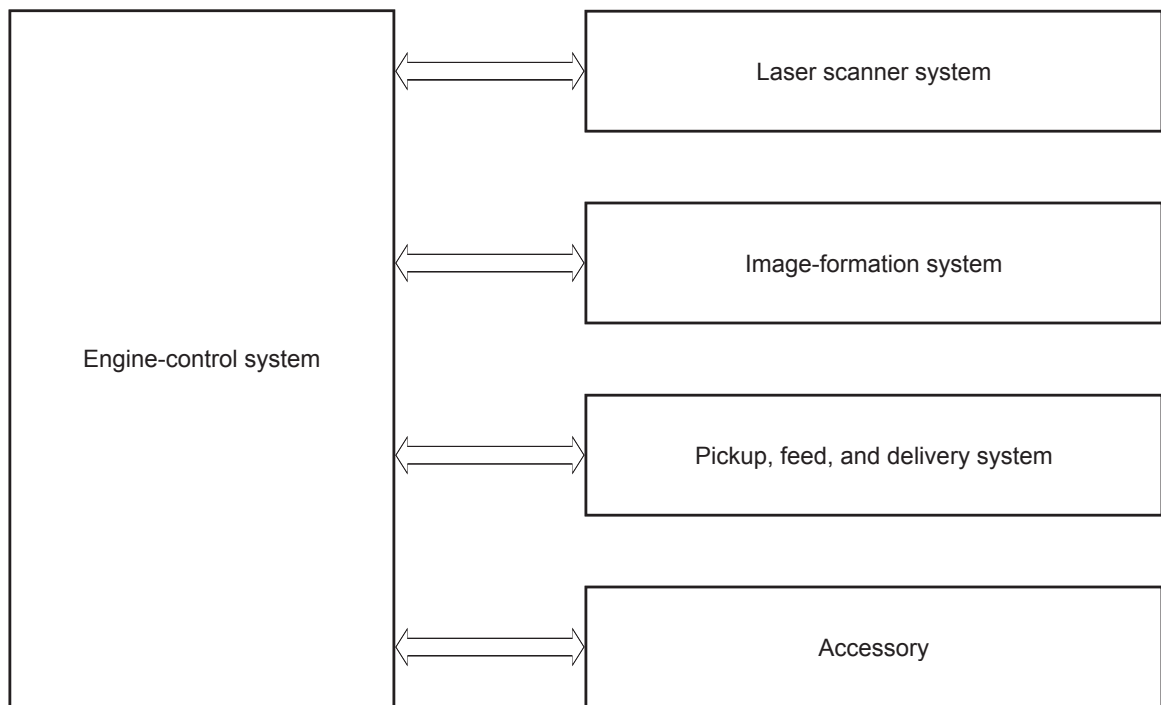 Laser scanner system
Image-formation system
Engine-control system
Pickup, feed, and delivery system
Accessory